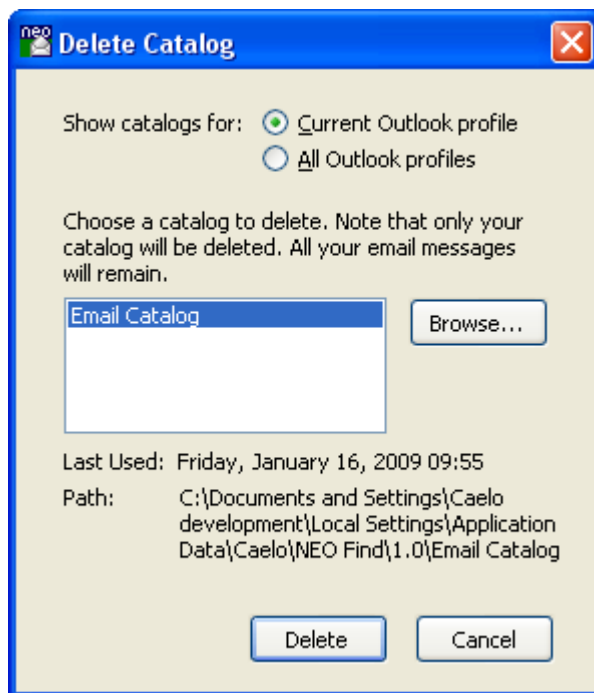 neo
Delete Catalog
Show catalogs for: Current Outlook profile
All Outlook profiles
Choose a catalog to delete. Note that only your
catalog will be deleted. All your email messages
will remain.
Email Catalog
Browse...
Last Used: Friday, January 16, 2009 09:55
Path: C:\Documents and Settings\Caelo
development\Local Settings\Application
Data\Caelo\NEO Find\1.0\Email Catalog
Delete Cancel